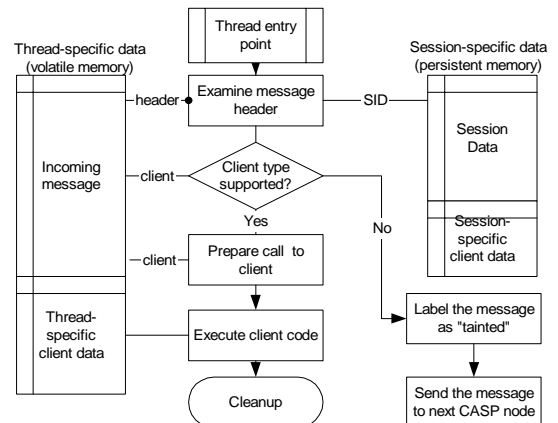 Thread-specific data
(volatile memory)
Thread entry
point
Session-specific data
(persistent memory)
header
Examine message
header
SID
Incoming
message
client
Client type
supported?
Session
Data
Yes
No
Session-
specific
client data
client
Prepare call to
client
Thread-
specific
client data
Execute client code
Label the message
as "tainted"
Cleanup
Send the message
to next CASP node